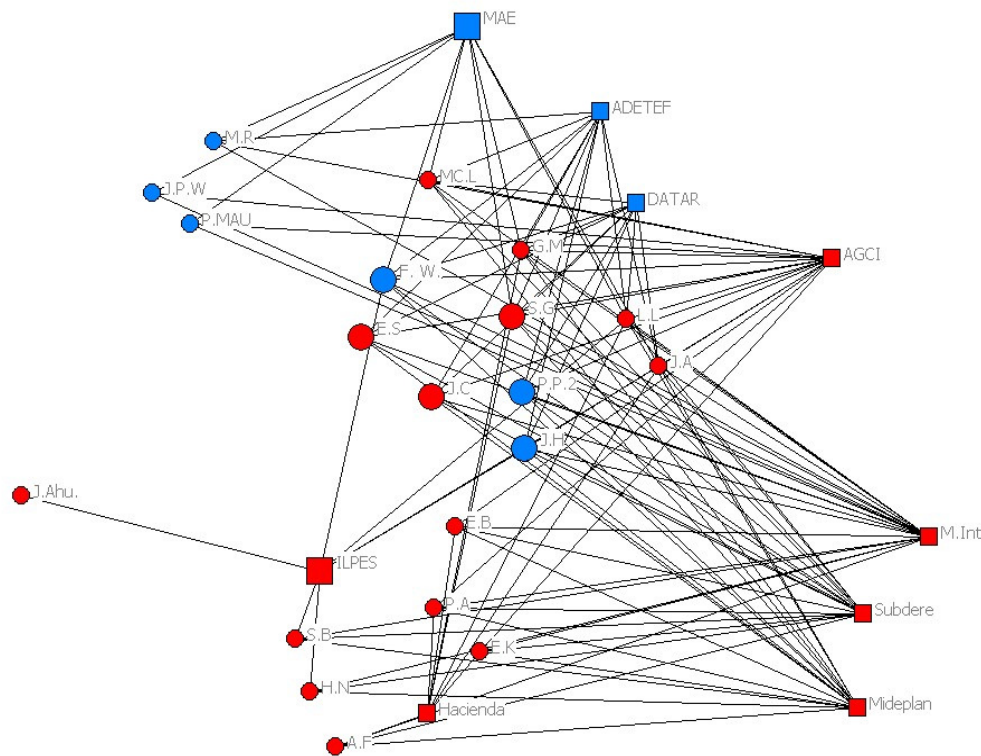 MAE
ADETEF
M.R
MC.L
J.P.W
DATAR
P.MAU
G.M
AGCI
F. W.
S.G
L.L
E.S
J.A
J.C
P.P.2
J.H
J.Ahu.
E.B
M.Int
ILPES
P.A
Subdere
S.B
E.K
H.N
Hacienda
Mideplan
A.F